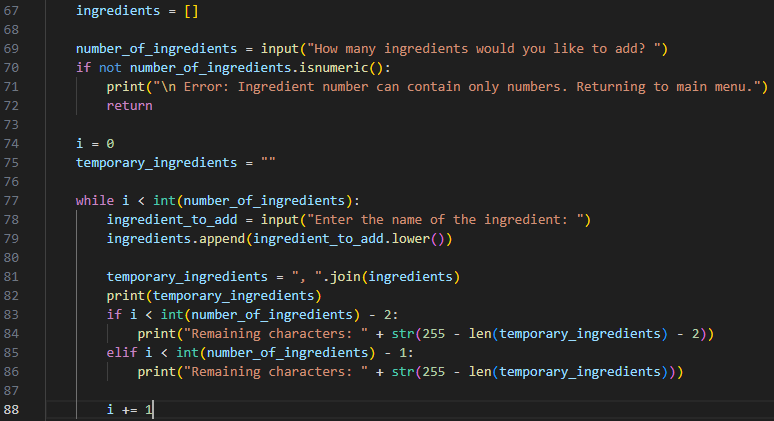 67 ingredients = []
68
69 number_of_ingredients = input("How many ingredients would you like to add? ")
70 if not number_of_ingredients.isnumeric():
71 print("\n Error: Ingredient number can contain only numbers. Returning to main menu.")
72 return
73
74 i = 0
75 temporary_ingredients = ""
76
77 while i < int(number_of_ingredients):
78 ingredient_to_add = input("Enter the name of the ingredient: ")
79 ingredients.append(ingredient_to_add.lower())
80
81 temporary_ingredients = ", ".join(ingredients)
82 print(temporary_ingredients)
83 if i < int(number_of_ingredients) - 2:
84 print("Remaining characters: " + str(255 - len(temporary_ingredients) - 2))
85 elif i < int(number_of_ingredients) - 1:
86 print("Remaining characters: " + str(255 - len(temporary_ingredients)))
87
88 i += 1